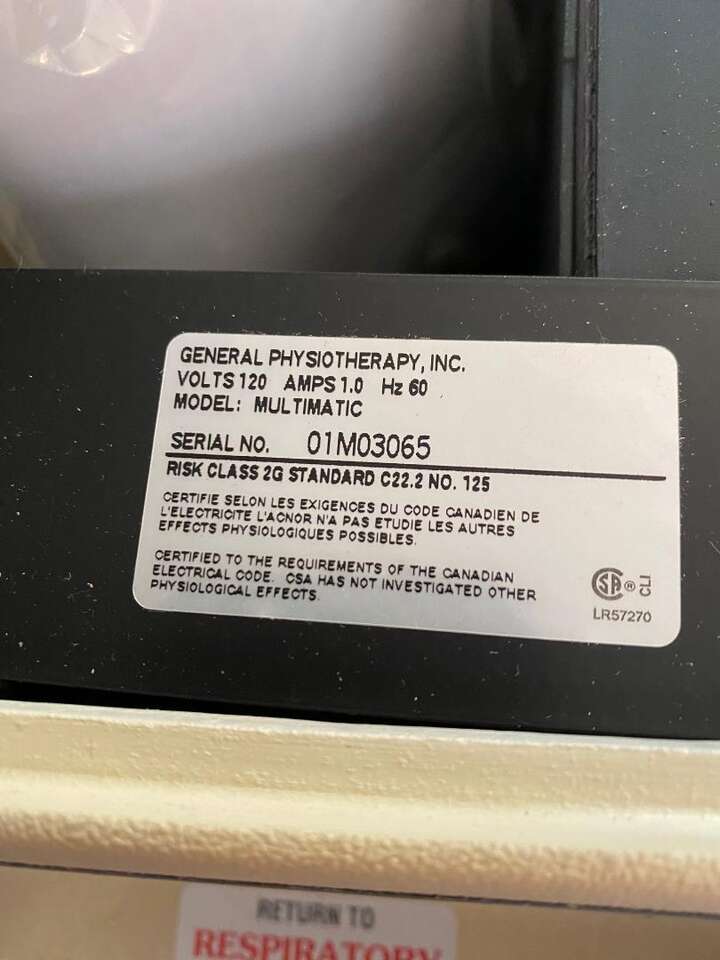 GENERAL PHYSIOTHERAPY, INC.
VOLTS 120 AMPS 1.0 Hz 60
MODEL: MULTIMATIC
SERIAL NO. 01M03065
RISK CLASS 2G STANDARD C22.2 NO. 125
CERTIFIE SELON LES EXIGENCES DU CODE CANADIEN DE
L'ELECTRICITE L'ACNOR N'A PAS ETUDIE LES AUTRES
EFFECTS PHYSIOLOGIQUES POSSIBLES.
CERTIFIED TO THE REQUIREMENTS OF THE CANADIAN
ELECTRICAL CODE. CSA HAS NOT INVESTIGATED OTHER
PHYSIOLOGICAL EFFECTS.
SA ® CLI
LR57270
RETURN TO
RESPIRATORY